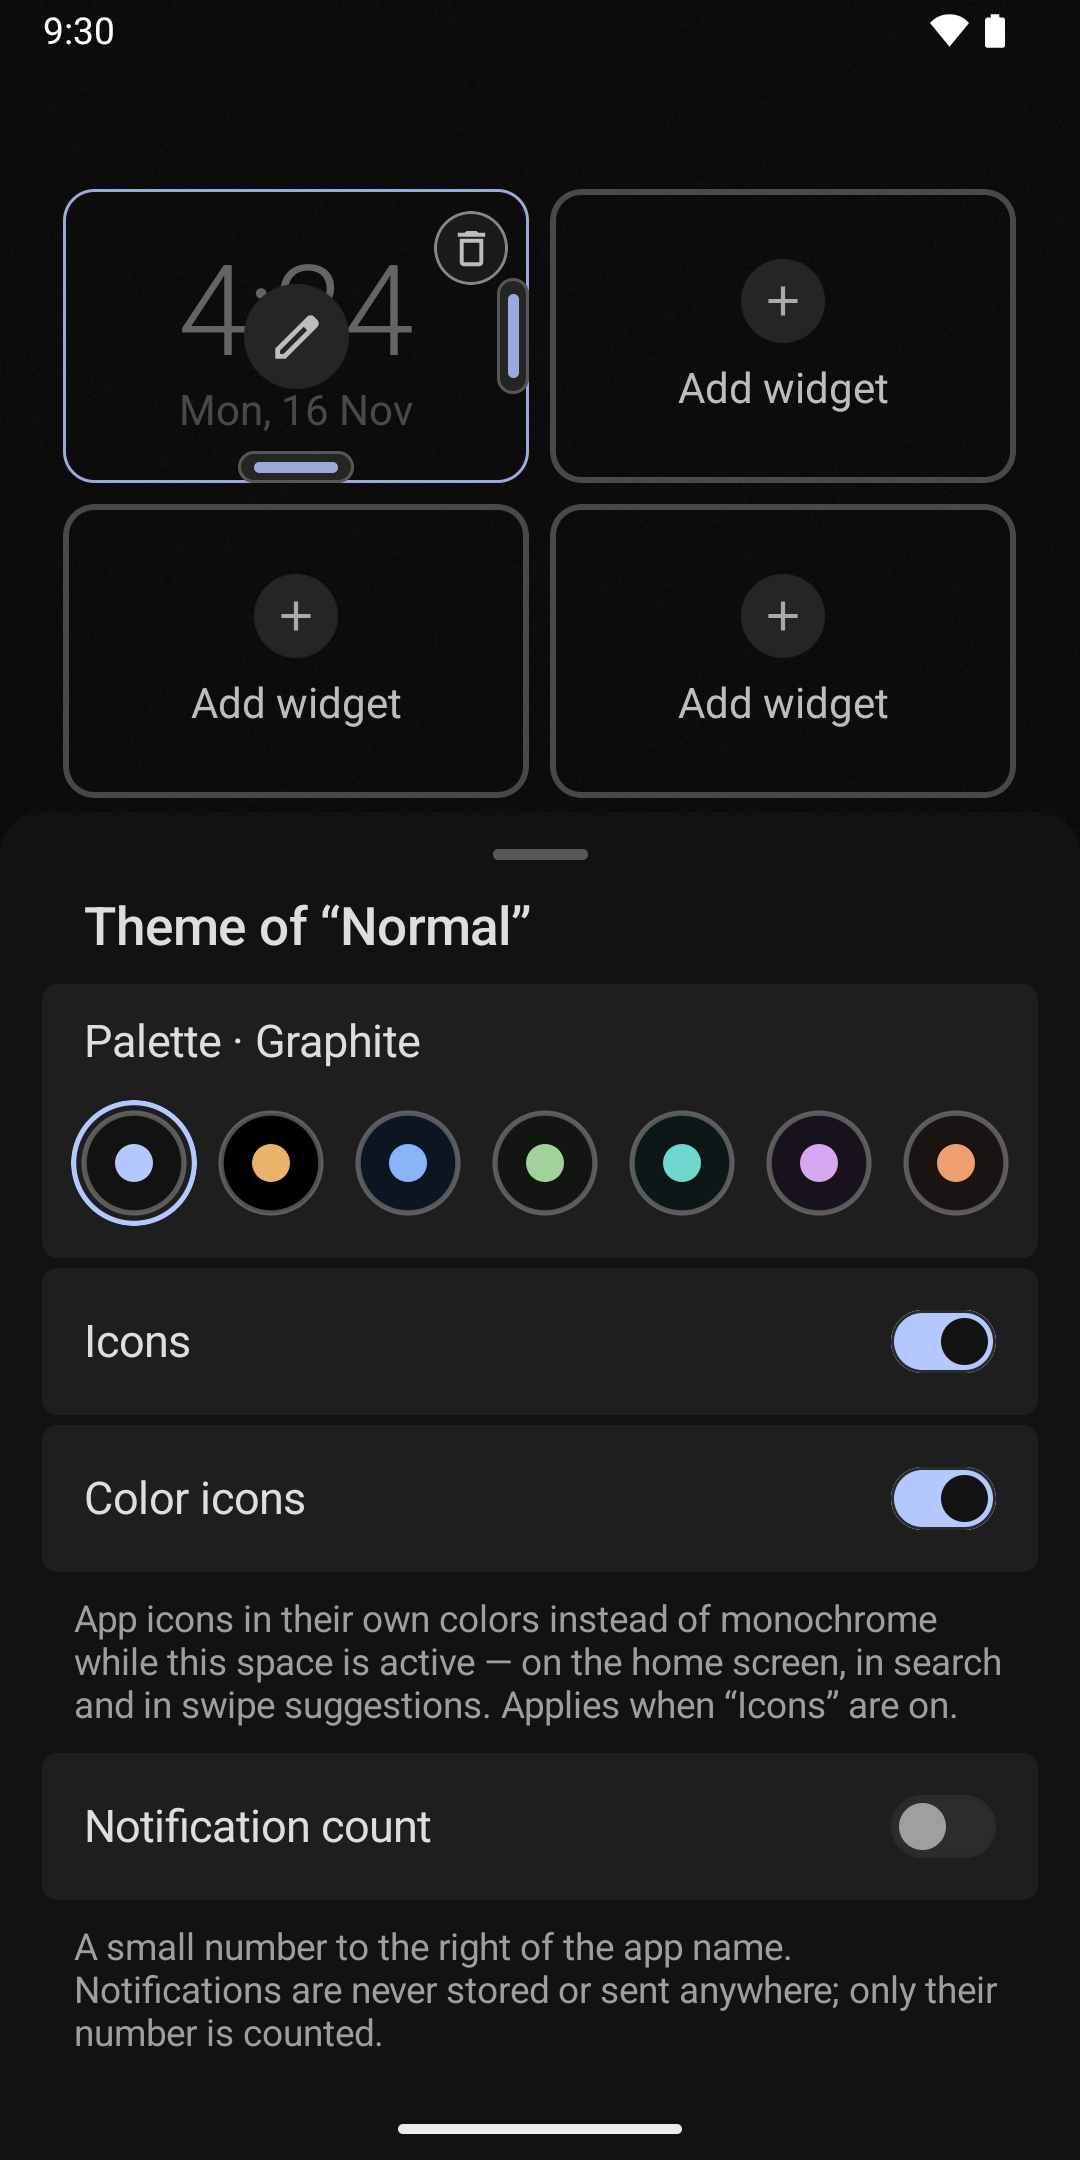 9:30
Mon, 16 Nov
Add widget
Add widget
Add widget
Theme of “Normal”
Palette · Graphite
Icons
Color icons
App icons in their own colors instead of monochrome
while this space is active — on the home screen, in search
and in swipe suggestions. Applies when “Icons” are on.
Notification count
A small number to the right of the app name.
Notifications are never stored or sent anywhere; only their
number is counted.